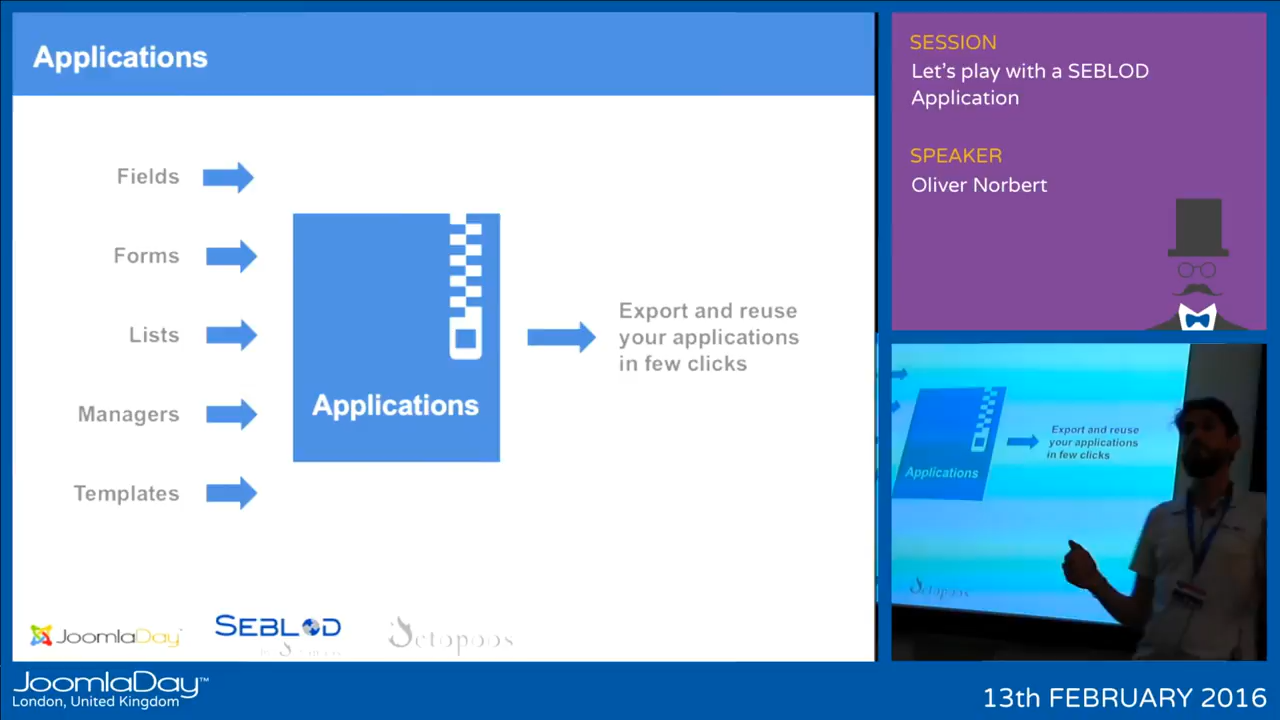 Applications
Fields
Forms
Lists
Managers
Templates
Applications
Export and reuse
your applications
in few clicks
JoomlaDay
SEBLOD
Octopoos
SESSION
Let's play with a SEBLOD
Application
SPEAKER
Oliver Norbert
Applications
Export and reuse
your applications
in few clicks
Octopoos
JoomlaDay™
London, United Kingdom
13th FEBRUARY 2016